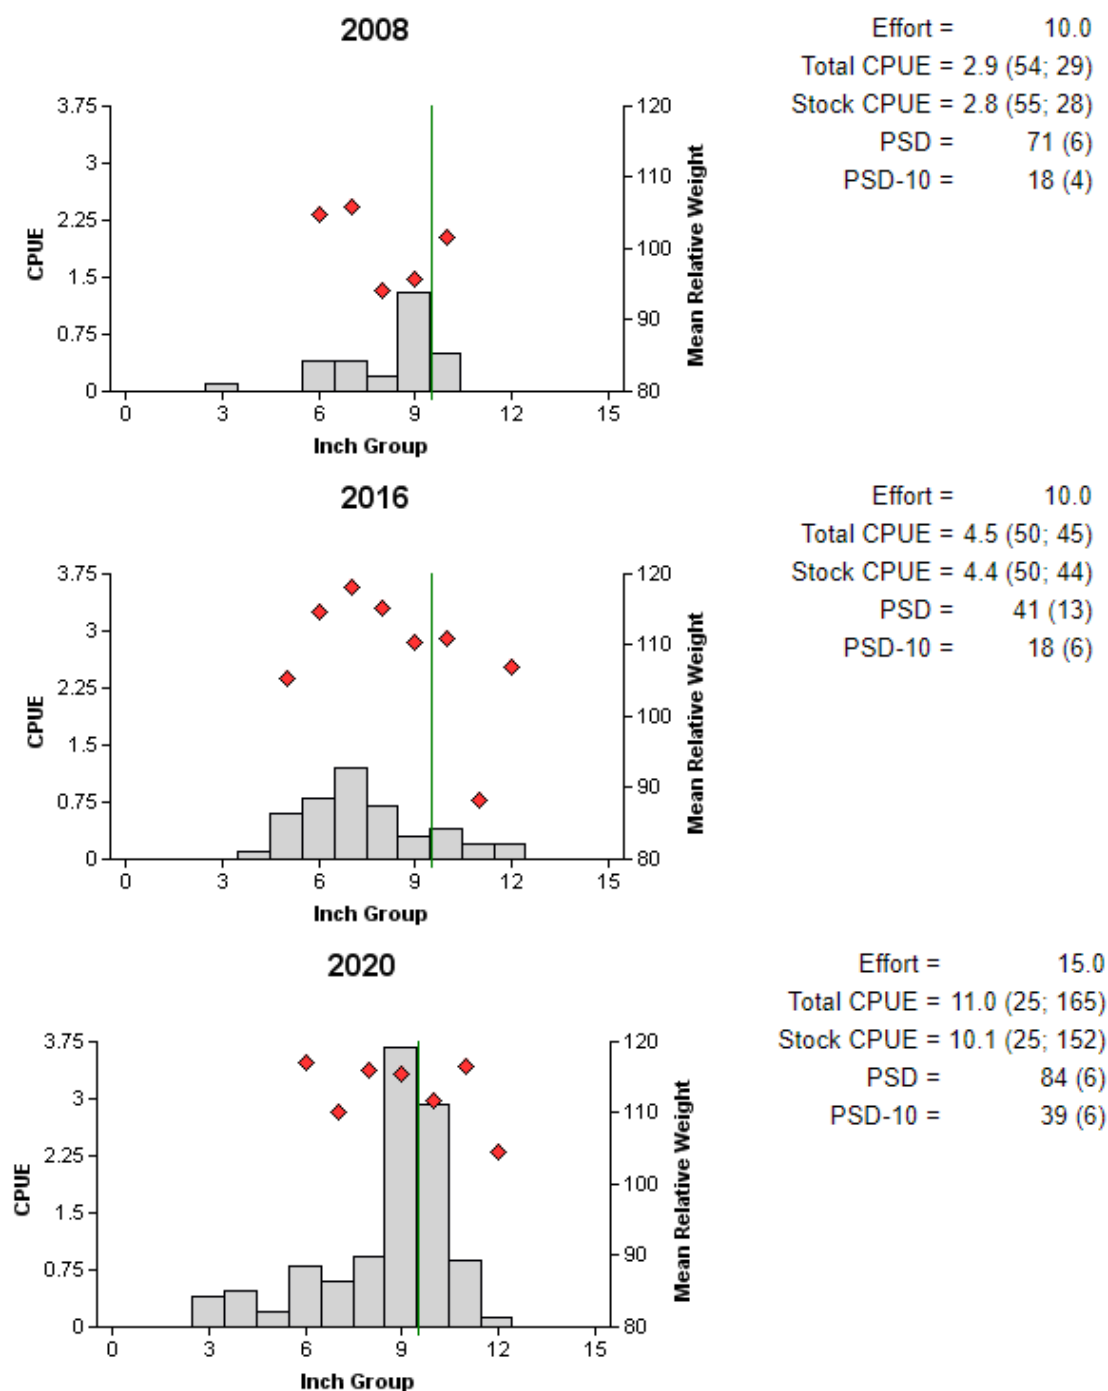 2008
Effort = 10.0
Total CPUE = 2.9 (54; 29)
Stock CPUE = 2.8 (55; 28)
PSD = 71 (6)
PSD-10 = 18 (4)
3.75
3
2.25
1.5
0.75
0
CPUE
120
110
100
90
80
Mean Relative Weight
0 3 6 9 12 15
Inch Group
2016
Effort = 10.0
Total CPUE = 4.5 (50; 45)
Stock CPUE = 4.4 (50; 44)
PSD = 41 (13)
PSD-10 = 18 (6)
3.75
3
2.25
1.5
0.75
0
CPUE
120
110
100
90
80
Mean Relative Weight
0 3 6 9 12 15
Inch Group
2020
Effort = 15.0
Total CPUE = 11.0 (25; 165)
Stock CPUE = 10.1 (25; 152)
PSD = 84 (6)
PSD-10 = 39 (6)
3.75
3
2.25
1.5
0.75
0
CPUE
120
110
100
90
80
Mean Relative Weight
0 3 6 9 12 15
Inch Group